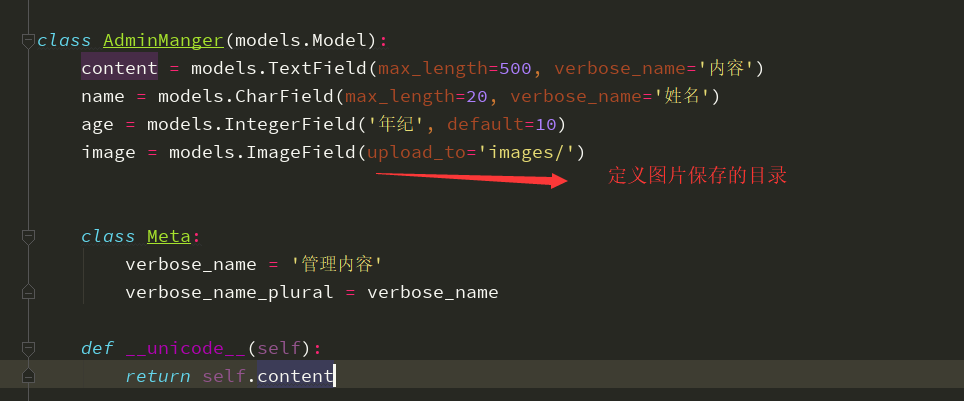 class AdminManger(models.Model):
    content = models.TextField(max_length=500, verbose_name='内容')
    name = models.CharField(max_length=20, verbose_name='姓名')
    age = models.IntegerField('年纪', default=10)
    image = models.ImageField(upload_to='images/')
定义图片保存的目录
    class Meta:
        verbose_name = '管理内容'
        verbose_name_plural = verbose_name
    def __unicode__(self):
        return self.content